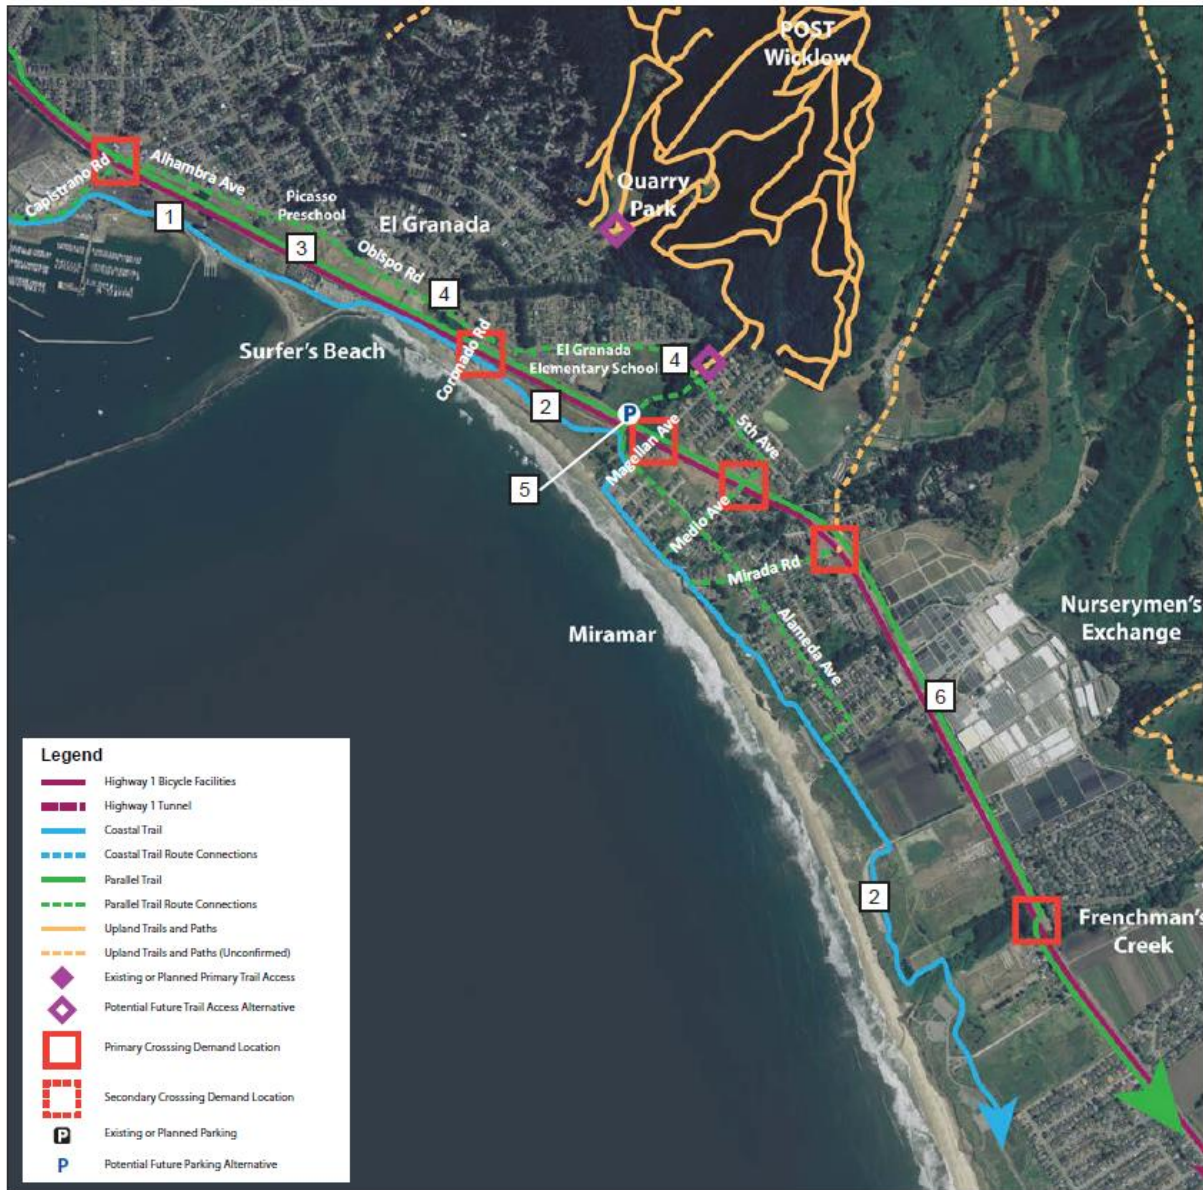 POST
Wicklow
Capistrano Rd
Alhambra Ave
Picasso
Preschool
Quarry
Park
1
El Granada
3
Obispo Rd
4
Surfer's Beach
Coronado Rd
El Granada
Elementary School
4
2
P
Magellan Ave
5th Ave
5
Medio Ave
Mirada Rd
Nurserymen's
Exchange
Miramar
Alameda Ave
6
2
Frenchman's
Creek
Legend
Highway 1 Bicycle Facilities
Highway 1 Tunnel
Coastal Trail
Coastal Trail Route Connections
Parallel Trail
Parallel Trail Route Connections
Upland Trails and Paths
Upland Trails and Paths (Unconfirmed)
Existing or Planned Primary Trail Access
Potential Future Trail Access Alternative
Primary Crosssing Demand Location
Secondary Crosssing Demand Location
P Existing or Planned Parking
P Potential Future Parking Alternative